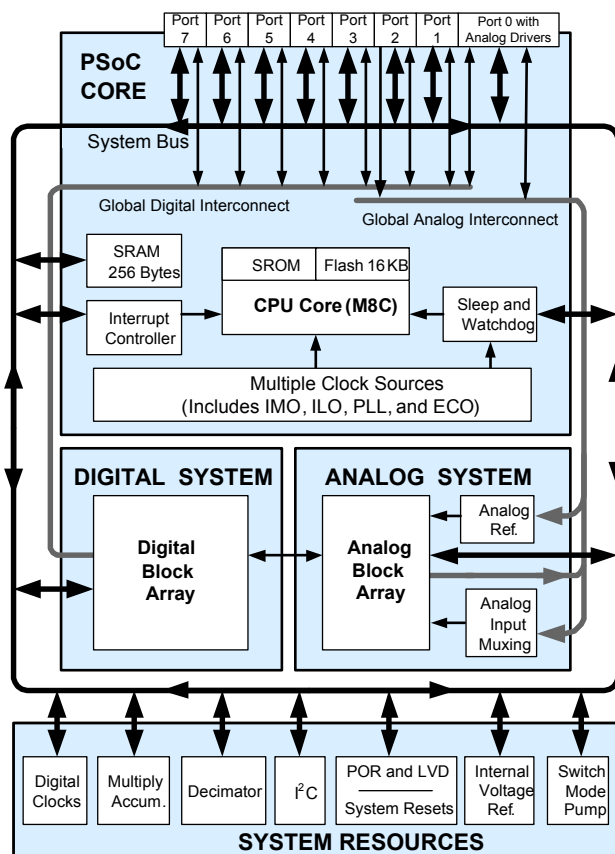 Port 7
Port 6
Port 5
Port 4
Port 3
Port 2
Port 1
Port 0 with
Analog Drivers
PSoC
CORE
System Bus
Global Digital Interconnect
Global Analog Interconnect
SRAM
256 Bytes
SROM
Flash 16KB
CPU Core (M8C)
Sleep and
Watchdog
Interrupt
Controller
Multiple Clock Sources
(Includes IMO, ILO, PLL, and ECO)
DIGITAL SYSTEM
ANALOG SYSTEM
Digital
Block
Array
Analog
Block
Array
Analog
Ref.
Analog
Input
Muxing
Digital
Clocks
Multiply
Accum.
Decimator
I²C
POR and LVD
System Resets
Internal
Voltage
Ref.
Switch
Mode
Pump
SYSTEM RESOURCES